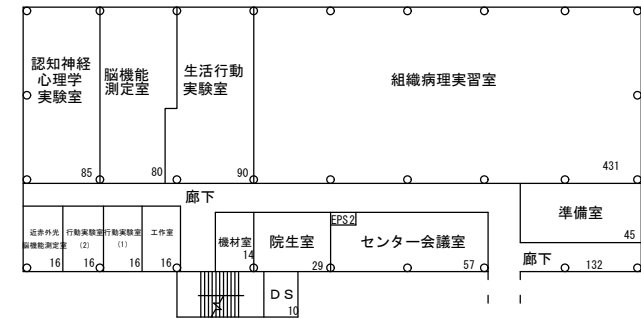 認知神経
心理学
実験室
85
脳機能
測定室
80
生活行動
実験室
90
組織病理実習室
431
廊下
近赤外光
脳機能測定室
16
行動実験室
(2)
16
行動実験室
(1)
16
工作室
16
機材室
14
院生室
29
EPS2
センター会議室
57
準備室
45
廊下
132
DS
10